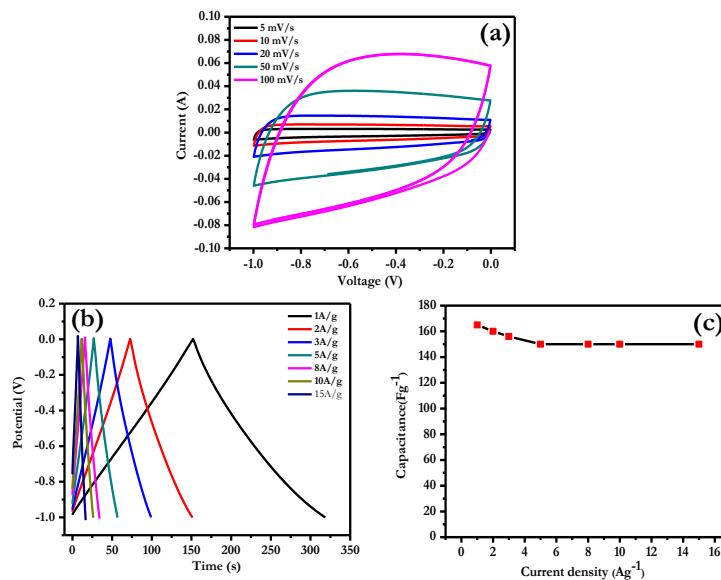 (a)
5 mV/s
10 mV/s
20 mV/s
50 mV/s
100 mV/s
0.10
0.08
0.06
0.04
0.02
0.00
-0.02
-0.04
-0.06
-0.08
-0.10
Current (A)
-1.0 -0.8 -0.6 -0.4 -0.2 0.0
Voltage (V)
(b)
1A/g
2A/g
3A/g
5A/g
8A/g
10A/g
15A/g
0.2
0.0
-0.2
-0.4
-0.6
-0.8
-1.0
-1.2
Potential (V)
0 50 100 150 200 250 300 350
Time (s)
(c)
180
160
140
120
100
80
60
40
20
0
Capacitance(Fg⁻¹)
0 2 4 6 8 10 12 14 16
Current density (Ag⁻¹)